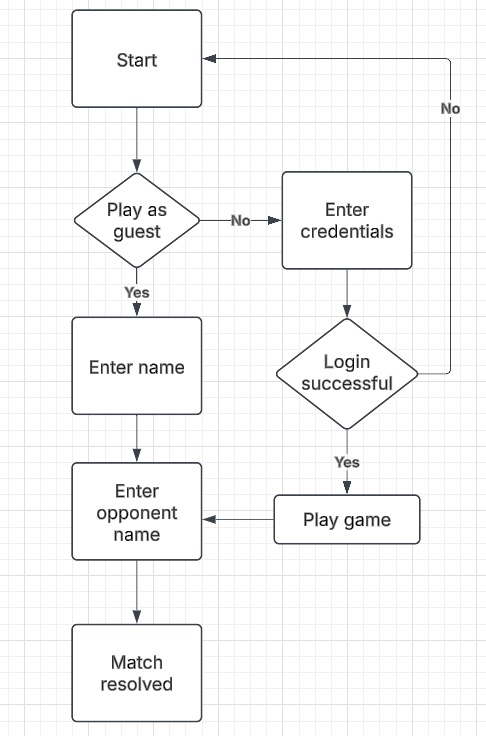 Start
No
Play as
guest
No
Enter
credentials
Yes
Enter name
Login
successful
Yes
Enter
opponent
name
Play game
Match
resolved